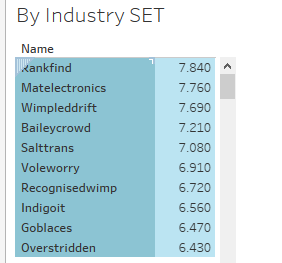 By Industry SET
Name
Rankfind 7.840
Matelectronics 7.760
Wimpleddrift 7.690
Baileycrowd 7.210
Salttrans 7.080
Voleworry 6.910
Recognisedwimp 6.720
Indigoit 6.560
Goblaces 6.470
Overstridden 6.430